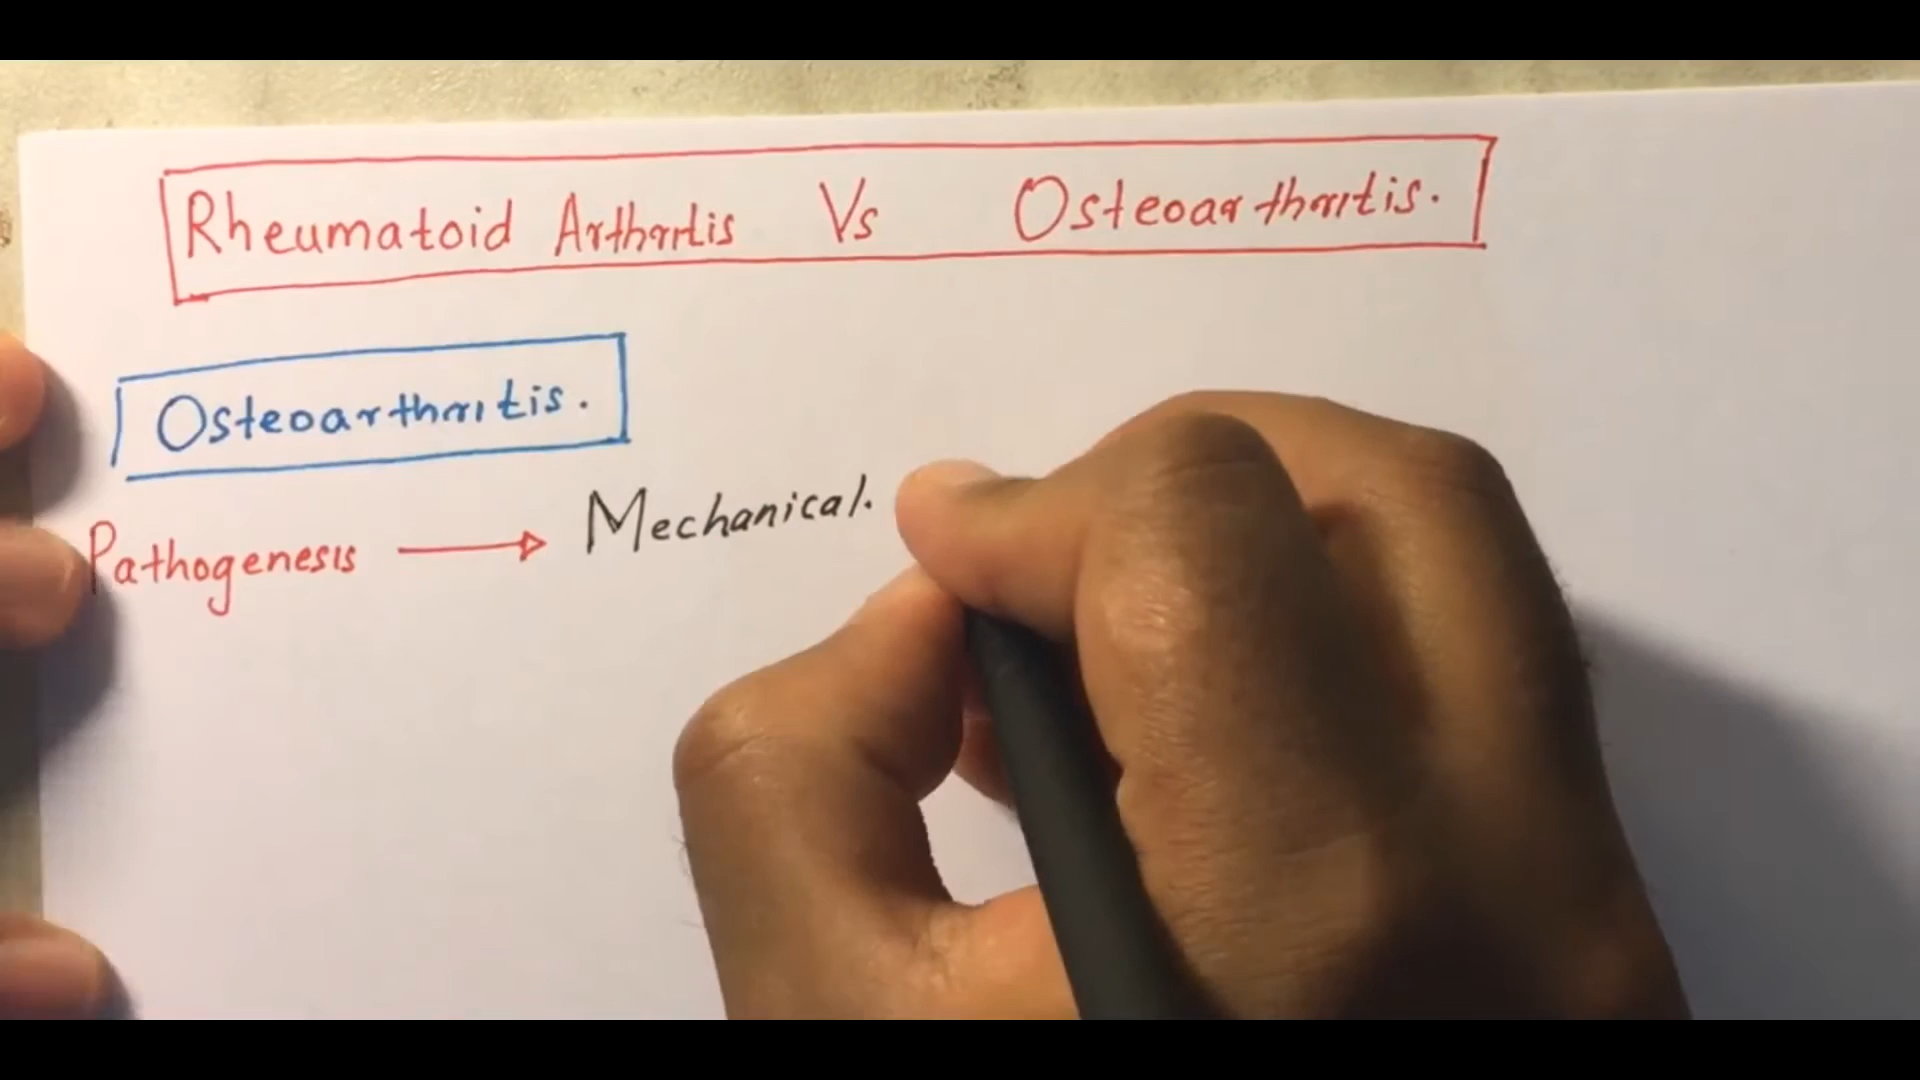 Rheumatoid Arthritis Vs Osteoarthritis.
Osteoarthritis.
Pathogenesis → Mechanical.